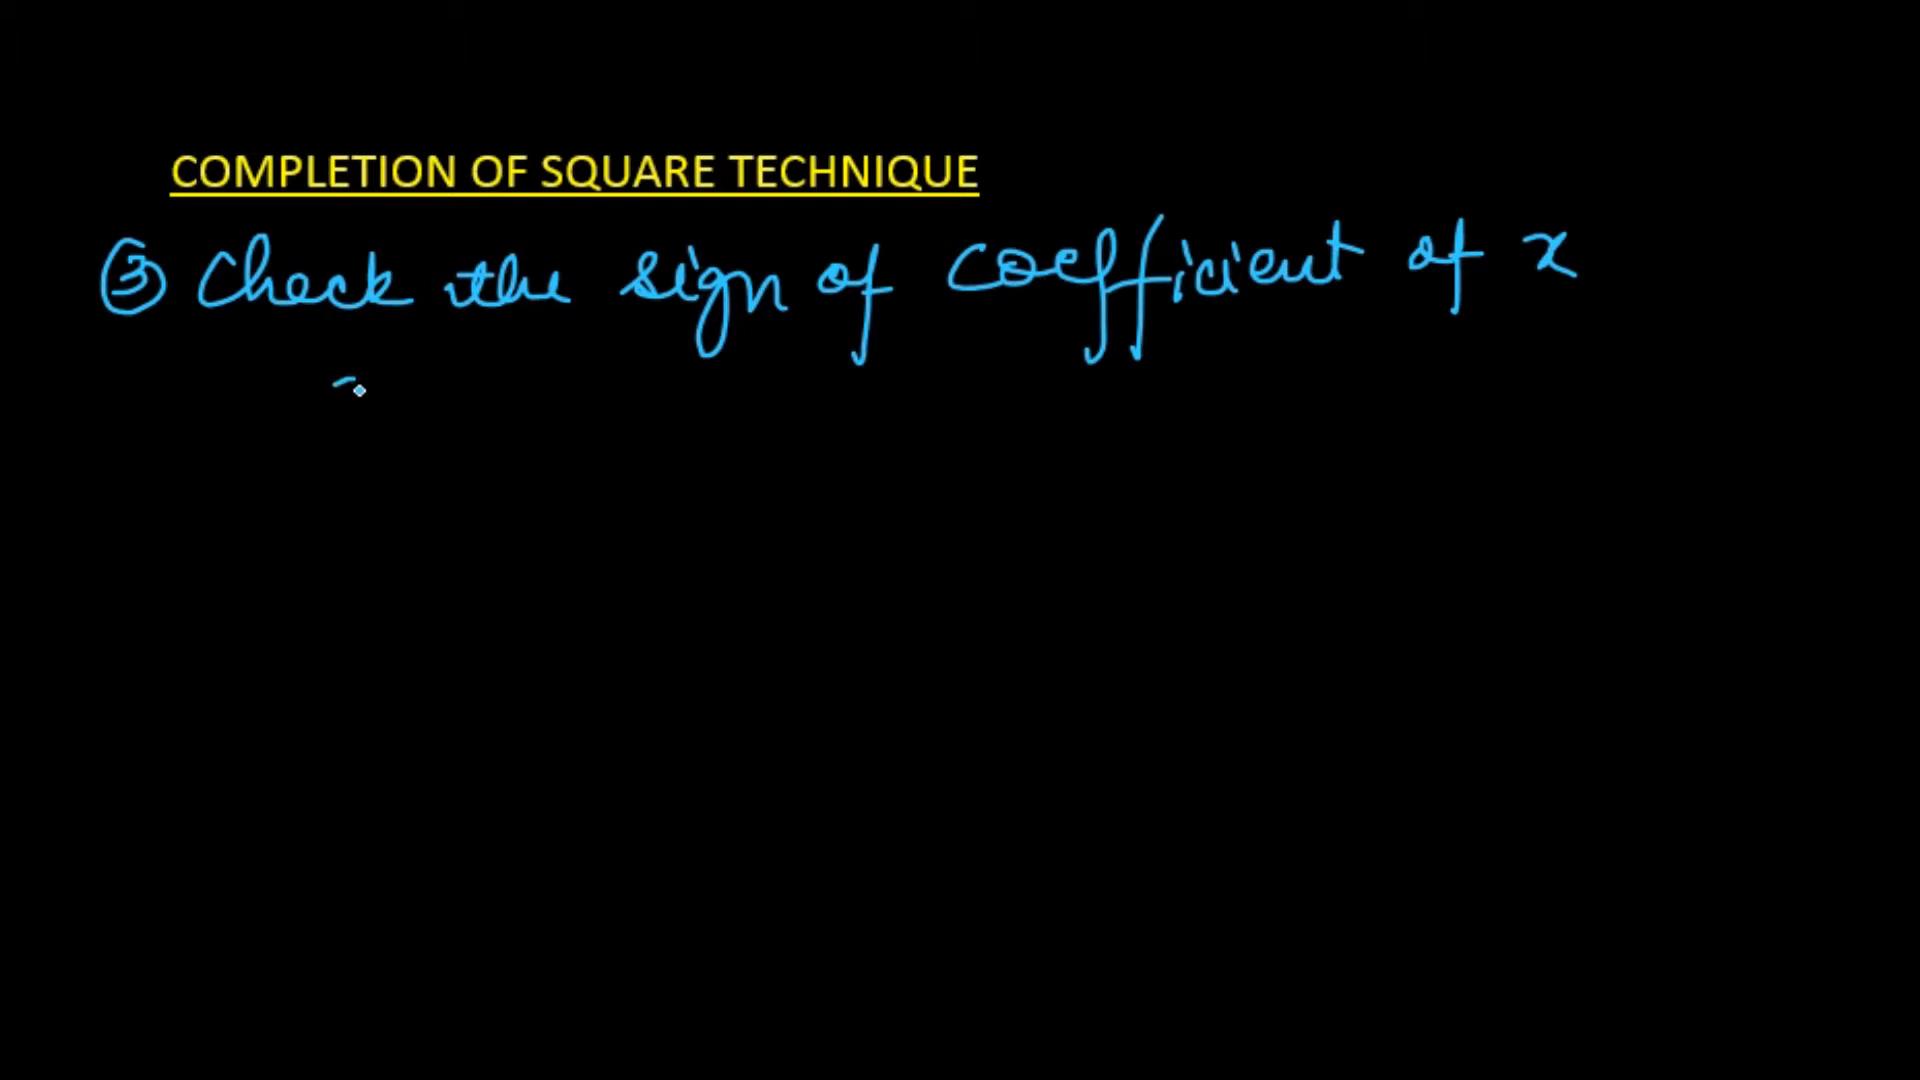 COMPLETION OF SQUARE TECHNIQUE
③ Check the sign of coefficient of x